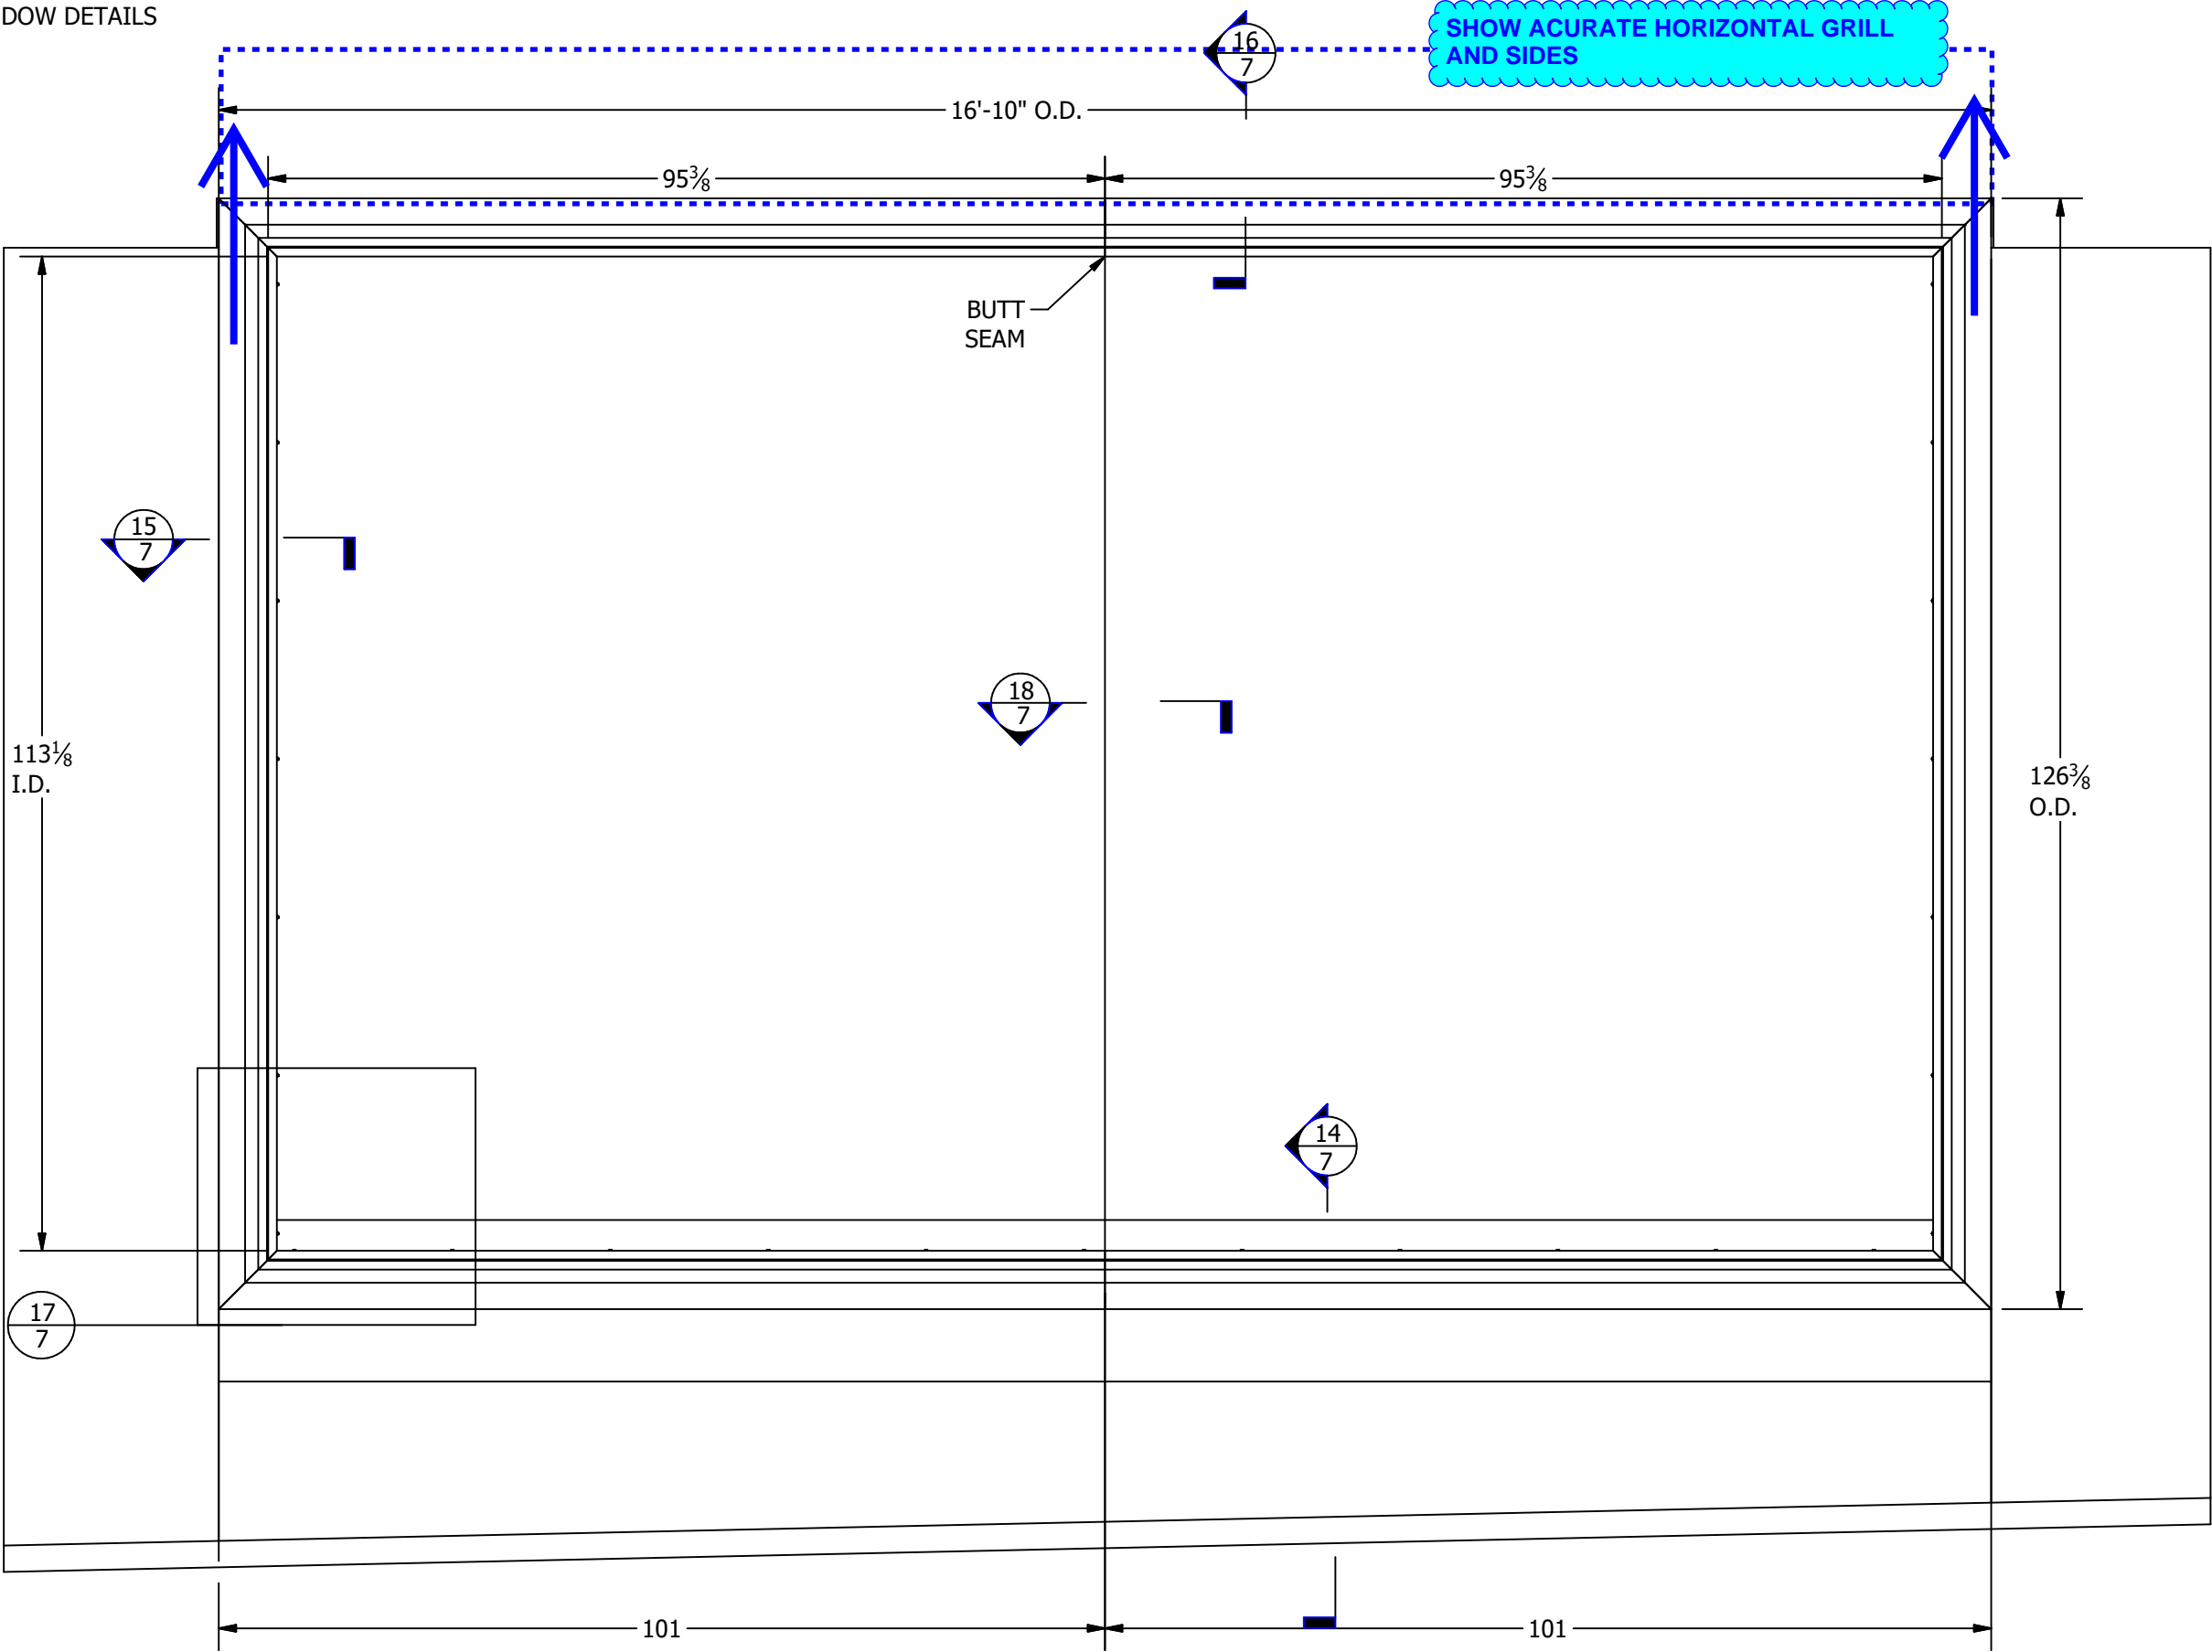 DOW DETAILS
SHOW ACURATE HORIZONTAL GRILL
AND SIDES
16
7
16'-10" O.D.
95⅜
95⅜
BUTT
SEAM
15
7
18
7
113⅛
I.D.
126⅜
O.D.
14
7
17
7
101
101